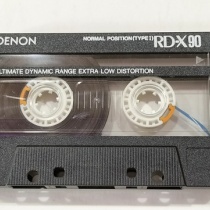 DENON
NORMAL POSITION (TYPE I) RD-X 90
ULTIMATE DYNAMIC RANGE EXTRA LOW DISTORTION